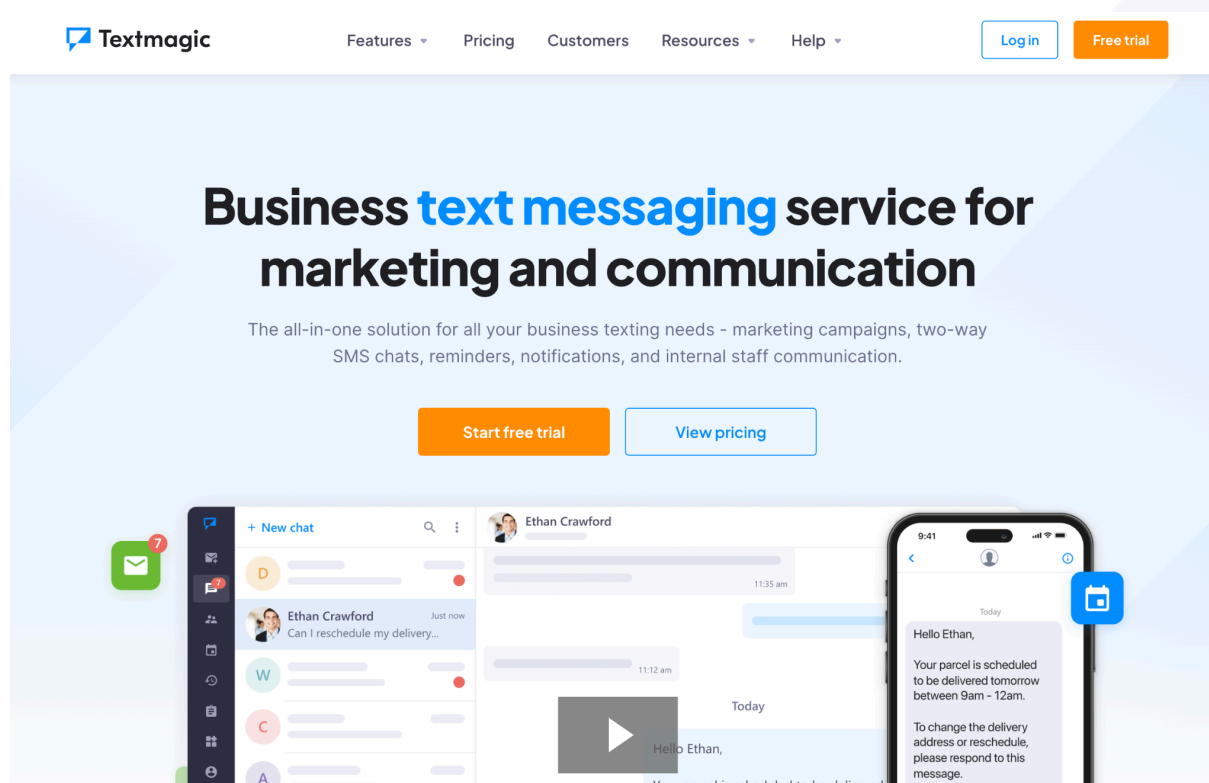 Textmagic
Features
Pricing
Customers
Resources
Help
Log in
Free trial
Business text messaging service for
marketing and communication
The all-in-one solution for all your business texting needs - marketing campaigns, two-way
SMS chats, reminders, notifications, and internal staff communication.
Start free trial
View pricing
7
7
+ New chat
D
Ethan Crawford
Just now
Can I reschedule my delivery...
W
C
A
Ethan Crawford
11:35 am
11:12 am
Today
Hello Ethan,
9:41
Today
Hello Ethan,
Your parcel is scheduled
to be delivered tomorrow
between 9am - 12am.
To change the delivery
address or reschedule,
please respond to this
message.